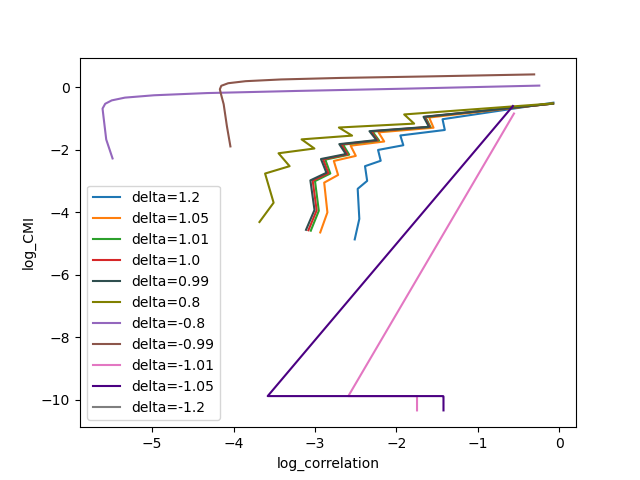 0
−2
−4
−6
−8
−10
log_CMI
delta=1.2
delta=1.05
delta=1.01
delta=1.0
delta=0.99
delta=0.8
delta=-0.8
delta=-0.99
delta=-1.01
delta=-1.05
delta=-1.2
−5
−4
−3
−2
−1
0
log_correlation